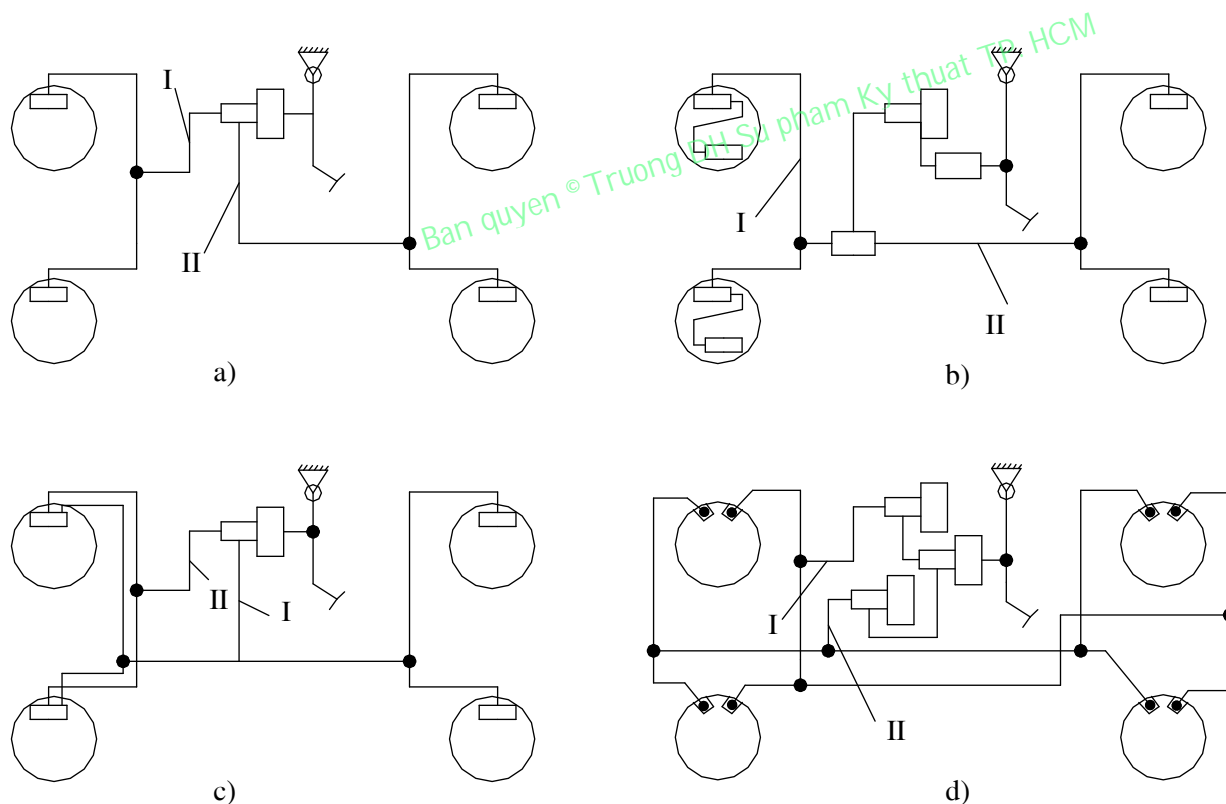 I
II
a)
Ban quyen © Truong DH Su pham Ky thuat TP. HCM
I
II
b)
II
I
c)
I
II
d)